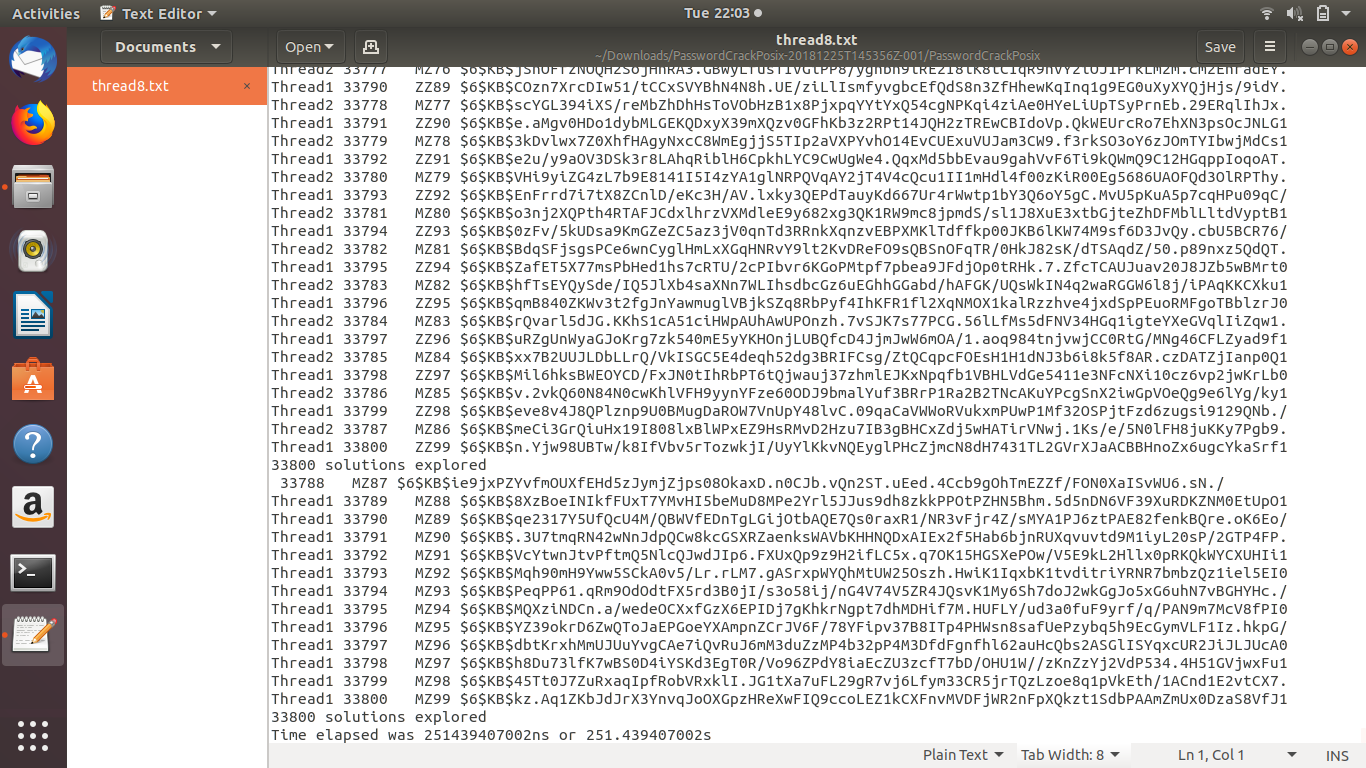 Activities
Text Editor
Tue 22:03
Documents
Open
thread8.txt
~/Downloads/PasswordCrackPosix-20181225T145356Z-001/PasswordCrackPosix
Save
thread8.txt
Thread2 33777 MZ76
Thread1 33790 ZZ89 $6$KB$COzn7XrcDIw51/tCCxSVYBhN4N8h.UE/ziLlIsmfyvgbcEfQdS8n3ZfHhewKqInq1g9EG0uXyXYQjHjs/9idY.
Thread2 33778 MZ77 $6$KB$scYGL394iXS/reMbZhDhHsToVObHzB1x8PjxpqYYtYxQ54cgNPKqi4ziAe0HYeLiUpTSyPrnEb.29ERqlIhJx.
Thread1 33791 ZZ90 $6$KB$e.aMgv0HDo1dybMLGEKQDxyX59mXQzv0GFhKb3z2RPt14JQH2zTREwCBIdoVp.QkWEUrcRo7EhXN3psOcJNLG1
Thread2 33779 MZ78 $6$KB$3kDvlwx7Z0XhfHAgyNxcC8WmEgjjS5TIp2aVXPYvhO14EvCUExuVUJam3CW9.f3rkSO3oY6zJOmTYIbwjMdCs1
Thread1 33792 ZZ91 $6$KB$e2u/y9aOV3DSk3r8LAhqRiblH6CpkhLYC9CwUgWe4.QqxMd5bbEvau9gahVvF6Ti9kQWmQ9C12HGqppIoqoAT.
Thread2 33780 MZ79 $6$KB$VHi9yiZG4zL7b9E8141I5I4zYA1glNRPQVqAY2jT4V4cQcu1II1mHdl4f00zKiR00Eg5686UAOFQd3OlRPThy.
Thread1 33793 ZZ92 $6$KB$EnFrrd7i7tX8ZCnlD/eKc3H/AV.lxky3QEPdTauyKd667Ur4rWwtp1bY3Q6oY5gC.MvU5pKuA5p7cqHPu09qC/
Thread2 33781 MZ80 $6$KB$o3nj2XQPth4RTAFJCdxlhrzVXMdleE9y682xg3QK1RW9mc8jpmdS/sl1J8XuE3xtbGjteZhDFMblLltdVyptB1
Thread1 33794 ZZ93 $6$KB$0zFv/5kUDsa9KmGZeZC5az3jV0qnTd3RRnkXqnzvEBPXMKlTdffkp00JKB6lKW74M9sf6D3JvQy.cbU5BCR76/
Thread2 33782 MZ81 $6$KB$BdqSFjsgsPCe6wnCyglHmLxXCqHNRvY9lt2KvDReFO9sQBSnOFqTR/0HkJ82sK/dTSAqdZ/50.p89nxz5QdQT.
Thread1 33795 ZZ94 $6$KB$ZafET5X77msPbHed1hs7cRTU/2cPIbvr6KGoPMtpf7pbea9JFdjOp0tRHk.7.ZfcTCAUJuav20J8JZb5wBMrt0
Thread2 33783 MZ82 $6$KB$hfTsEYQySde/IQ5JlXb4saXNn7WLIhsdbcGz6uEGhhGGabd/hAFGK/UQsWkIN4q2waRGGW6l8j/iPAqKKCXku1
Thread1 33796 ZZ95 $6$KB$qmB840ZKWv3t2fgJnYawmuglVBjkSZq8RbPyf4IhKFR1fl2XqNMOX1kalRzzhve4jxdSpPEuoRMFgoTBblzrJ0
Thread2 33784 MZ83 $6$KB$rQvarl5dJG.KKhS1cA51ciHWpAUhAwUPOnzh.7vSJK7s77PCG.56lLfMs5dFNV34HGq1igteYXeGVqlIiZqw1.
Thread1 33797 ZZ96 $6$KB$uRZgUnWyaGJoKrg7zk540mE5yYKHOnjLUBQfcD4JjmJwW6mOA/1.aoq984tnjvwjCC0RtG/MNg46CFLZyad9f1
Thread2 33785 MZ84 $6$KB$xx7B2UUJLDbLLrQ/VkISGC5E4deqh52dg3BRIFCsg/ZtQCqpcFOEsH1H1dNJ3b6i8k5f8AR.czDATZjIanp0Q1
Thread1 33798 ZZ97 $6$KB$Mil6hksBWEOYCD/FxJN0tIhRbPT6tQjwauj37zhmlEJKxNpqfb1VBHLVdGe5411e3NFcNXi10cz6vp2jwKrLb0
Thread2 33786 MZ85 $6$KB$v.2vkQ60N84N0cwKhlVFH9yynYFze60ODJ9bmalYuf3BRrP1Ra2B2TNcAKuYPcgSnX2iwGpVOeQg9e6lYg/ky1
Thread1 33799 ZZ98 $6$KB$eve8v4J8QPlznp9U0BMugDaROW7VnUpY48lvC.09qaCaVWWoRVukxmPUwP1Mf32OSPjtFzd6zugsi9129QNb./
Thread2 33787 MZ86 $6$KB$meCi3GrQiuHx19I808lxBlWPxEZ9HsRMvD2Hzu7IB3gBHCxZdj5wHATirVNwj.1Ks/e/5N0lFH8juKKy7Pgb9.
Thread1 33800 ZZ99 $6$KB$n.Yjw98UBTw/k8IfVbv5rTozwkjI/UyYlKkvNQEyglPHcZjmcN8dH7431TL2GVrXJaACBBHnoZx6ugcYkaSrf1
33800 solutions explored
33788 MZ87 $6$KB$ie9jxPZYvfmOUXfEHd5zJymjZjps08OkaxD.n0CJb.vQn2ST.uEed.4Ccb9gOhTmEZZf/FON0XaISvWU6.sN./
Thread1 33789 MZ88 $6$KB$8XzBoeINIkfFUxT7YMvHI5beMuD8MPe2Yrl5JJus9dh8zkkPPOtPZHN5Bhm.5d5nDN6VF39XuRDKZNM0EtUpO1
Thread1 33790 MZ89 $6$KB$qe2317Y5UfQcU4M/QBWVfEDnTgLGljOtbAQE7Qs0raxR1/NR3vFjr4Z/sMYA1PJ6ztPAE82fenkBQre.oK6Eo/
Thread1 33791 MZ90 $6$KB$.3U7tmqRN42wNnJdpQCw8kcGSXRZaenksWAVbKHHNQDxAIEx2f5Hab6bjnRUXqvuvtd9M1iyL20sP/2GTP4FP.
Thread1 33792 MZ91 $6$KB$VcYtwnJtvPftmQ5NlcQJwdJIp6.FXUxQp9z9H2ifLC5x.q7OK15HGSXePOw/V5E9kL2Hllx0pRKQkWYCXUHIi1
Thread1 33793 MZ92 $6$KB$Mqh90mH9Yww5SCkA0v5/Lr.rLM7.gASrxpWYQhMtUW25Oszh.HwiK1IqxbK1tvditriYRNR7bmbzQz1iel5EI0
Thread1 33794 MZ93 $6$KB$PeqPP61.qRm9OdOdtFX5rd3B0jI/s3o58ij/nG4V74V5ZR4JQsvK1My6Sh7doJ2wkGgJo5xG6uhN7vBGHYHc./
Thread1 33795 MZ94 $6$KB$MQXziNDCn.a/wedeOCXxfGzX6EPIDj7gKhkrNgpt7dhMDHif7M.HUFLY/ud3a0fuF9yrf/q/PAN9m7McV8fPI0
Thread1 33796 MZ95 $6$KB$YZ39okrD6ZwQToJaEPGoeYXAhunZCrJV6F/78YFipv37B8ITp4PHWsn8safUePzybq5h9EcGymVLF1Iz.hkpG/
Thread1 33797 MZ96 $6$KB$dbtKrxhMmUJUuYvgCAe7iQvRuJ6mM3duZzMP4b32pP4M3DfdFgnfhl62auHcQbs2ASGlISYqxcUR2JiJLJUcA0
Thread1 33798 MZ97 $6$KB$h8Du73lfK7wBS0D4iYSKd3EgT0R/Vo96ZPdY8iaEcZU3zcfT7bD/OHU1W//zKnZzYj2VdP534.4H51GVjwxFu1
Thread1 33799 MZ98 $6$KB$45Tt0J7ZuRxaqIpfRobVRxklI.JG1tXa7uFL29gR7vj6Lfym33CR5jrTQzLzoe8q1pVkEth/1ACnd1E2vtCX7.
Thread1 33800 MZ99 $6$KB$kz.Aq1ZKbJdJrX3YnvqJoOXGpzHReXwFIQ9ccoLEZ1kCXFnvMVDFjWR2nFpXQkzt1SdbPAAmZmUx0DzaS8VfJ1
33800 solutions explored
Time elapsed was 251439407002ns or 251.439407002s
Plain Text
Tab Width: 8
Ln 1, Col 1
INS